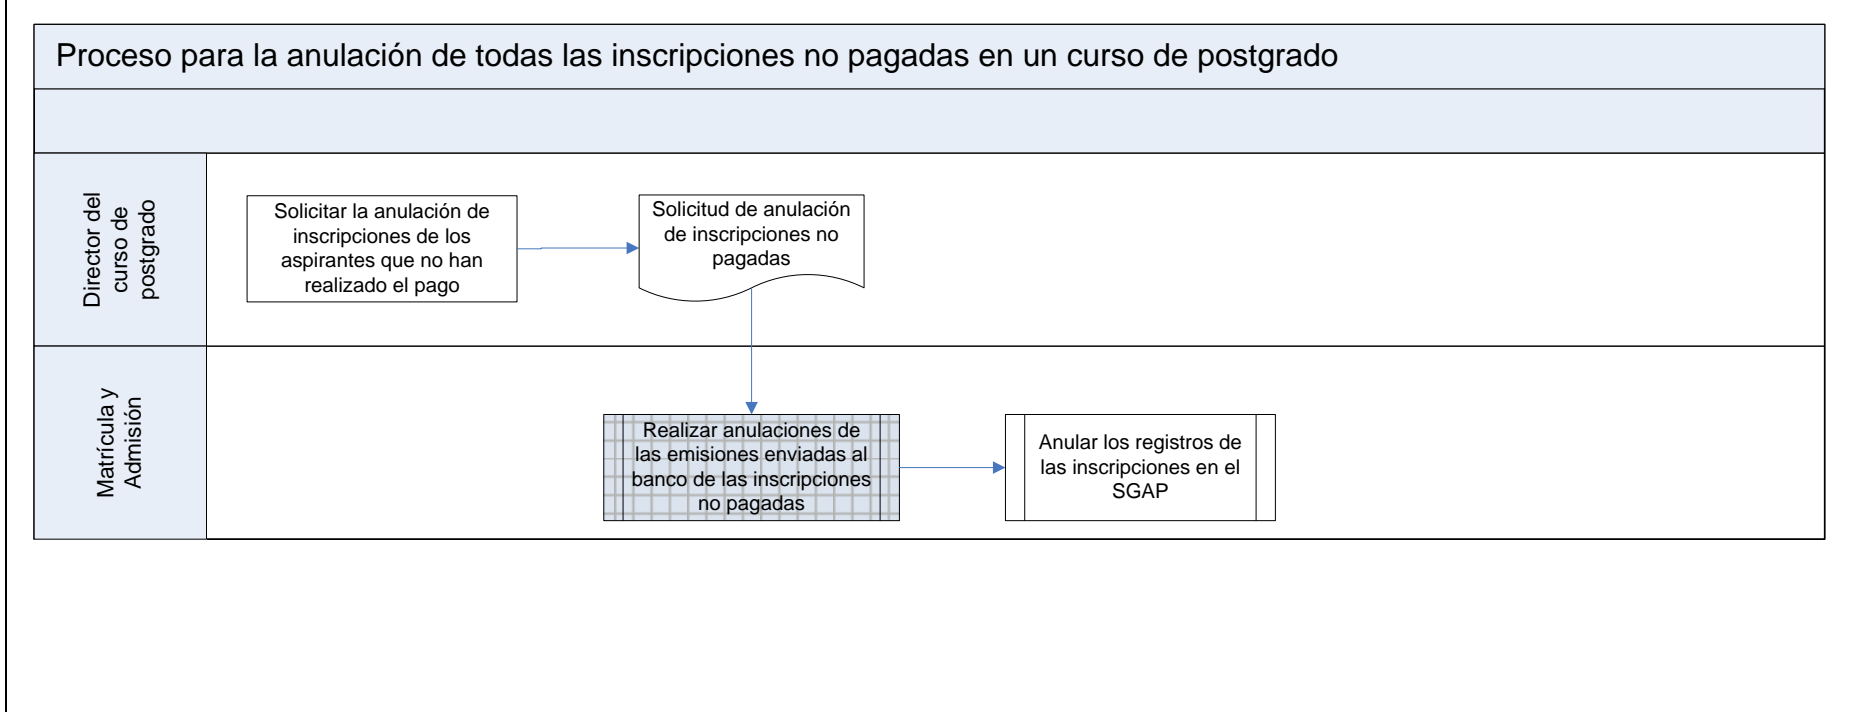 Proceso para la anulación de todas las inscripciones no pagadas en un curso de postgrado
Director del
curso de
postgrado
Solicitar la anulación de
inscripciones de los
aspirantes que no han
realizado el pago
Solicitud de anulación
de inscripciones no
pagadas
Matrícula y
Admisión
Realizar anulaciones de
las emisiones enviadas al
banco de las inscripciones
no pagadas
Anular los registros de
las inscripciones en el
SGAP